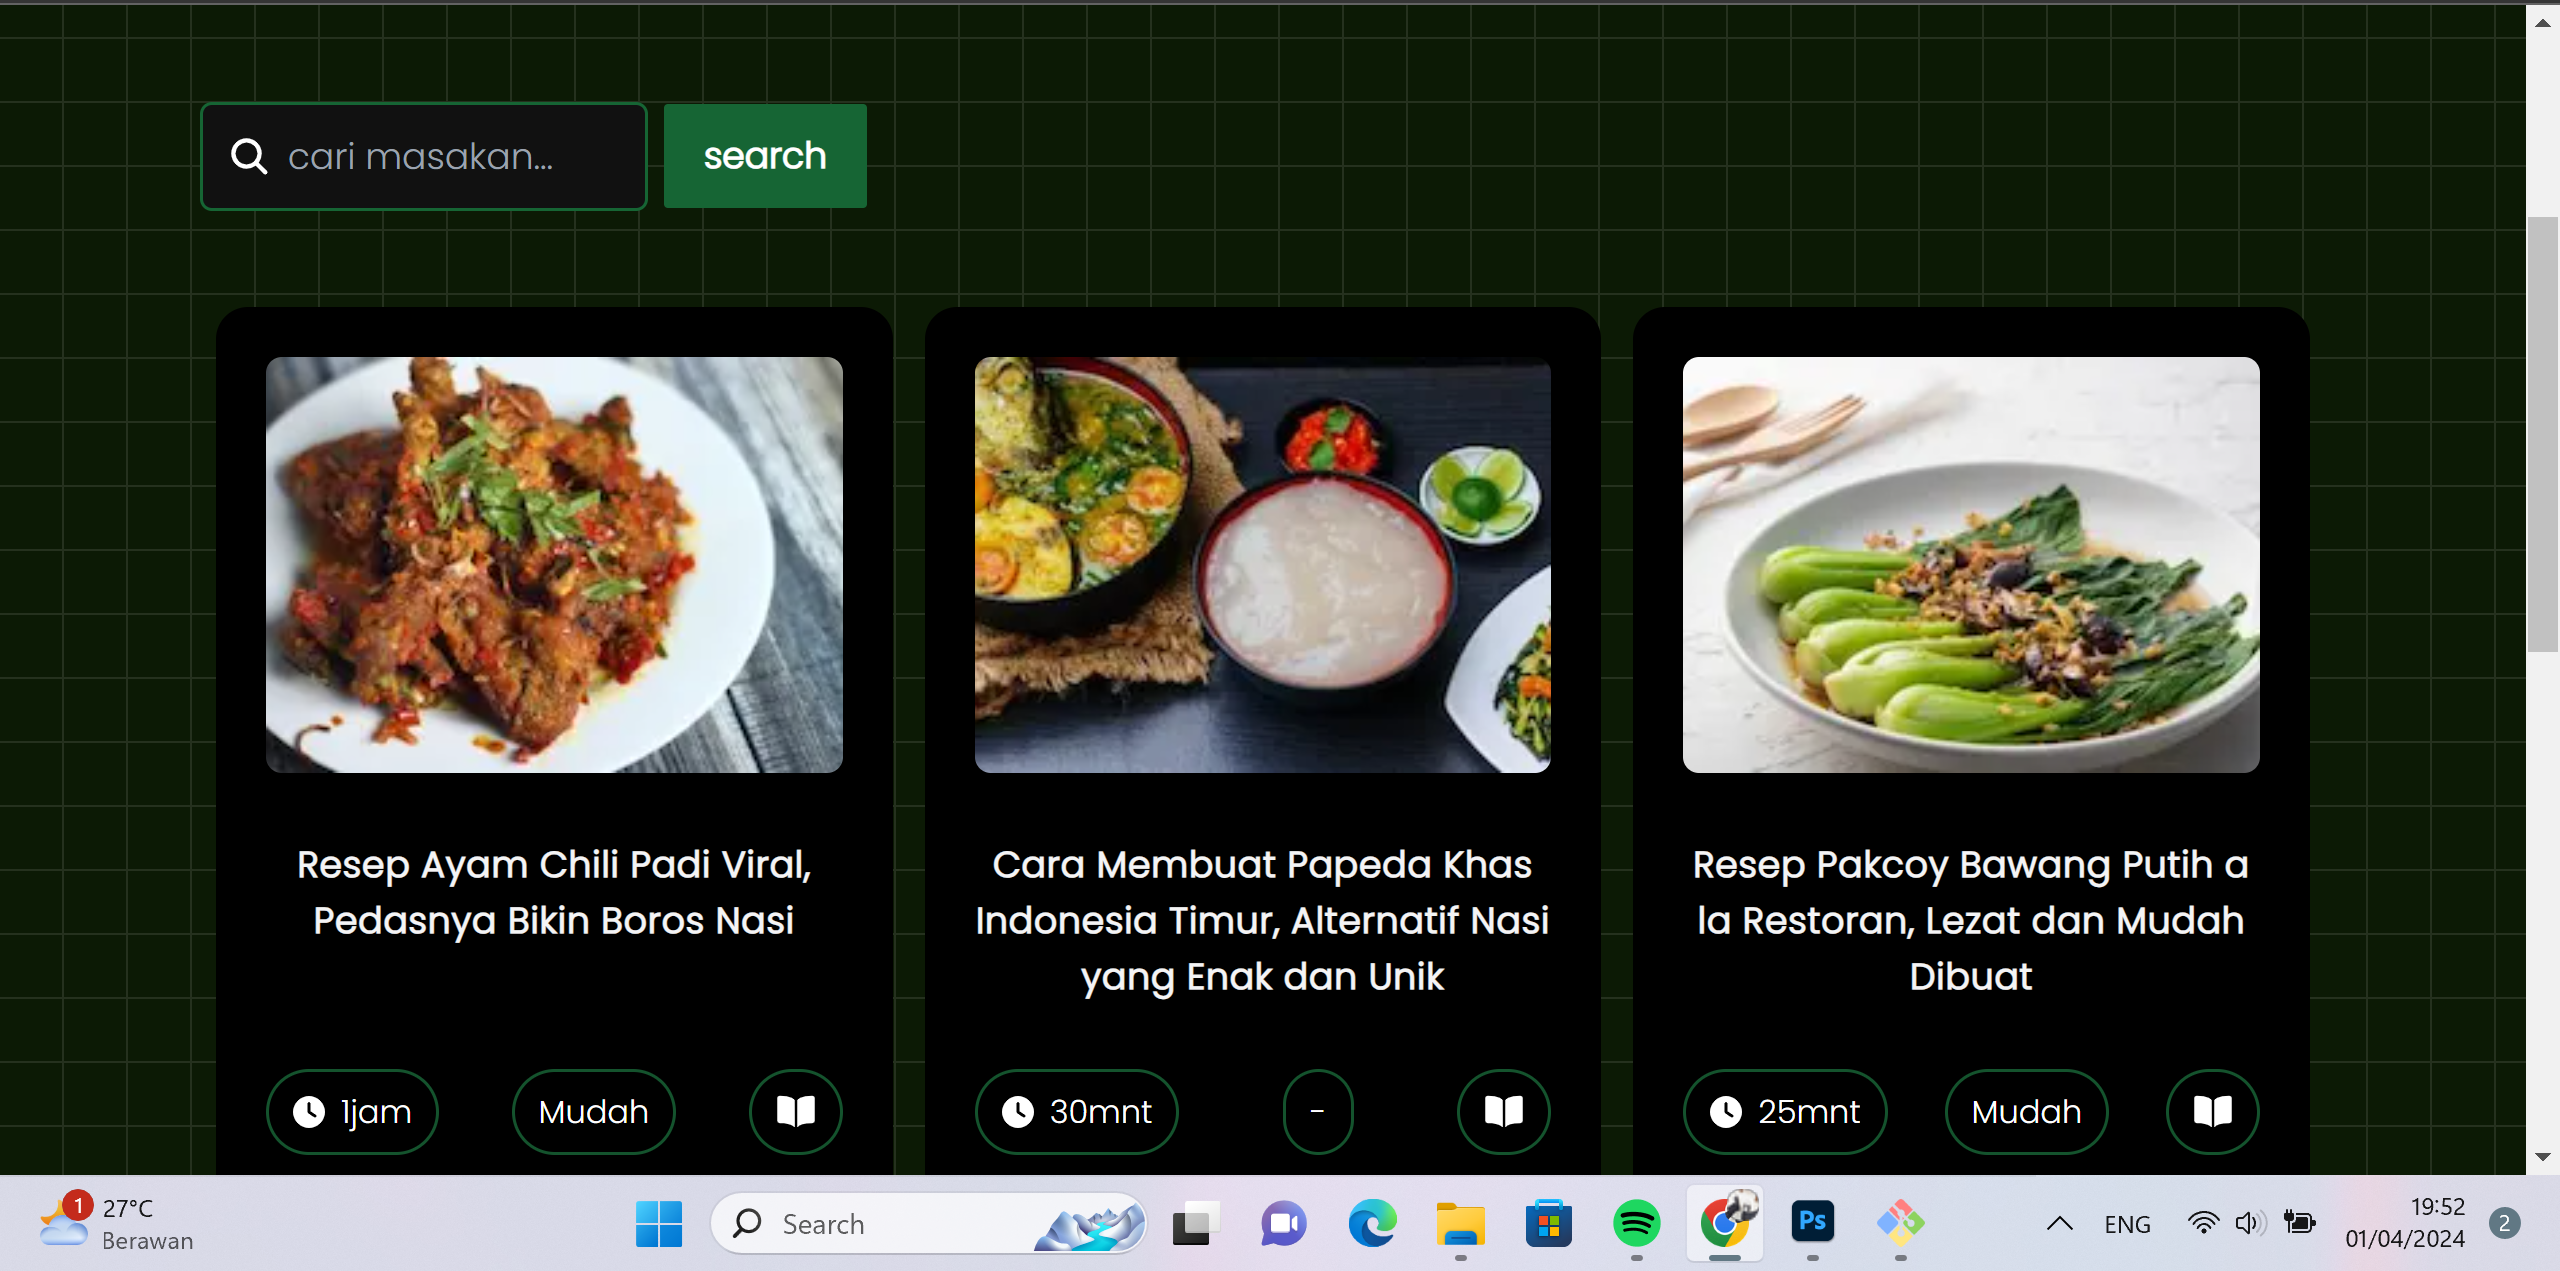 cari masakan...
search
Resep Ayam Chili Padi Viral,
Pedasnya Bikin Boros Nasi
Cara Membuat Papeda Khas
Indonesia Timur, Alternatif Nasi
yang Enak dan Unik
Resep Pakcoy Bawang Putih a
la Restoran, Lezat dan Mudah
Dibuat
1jam
Mudah
30mnt
-
25mnt
Mudah
1
27°C
Berawan
Search
Ps
ENG
19:52
01/04/2024
2